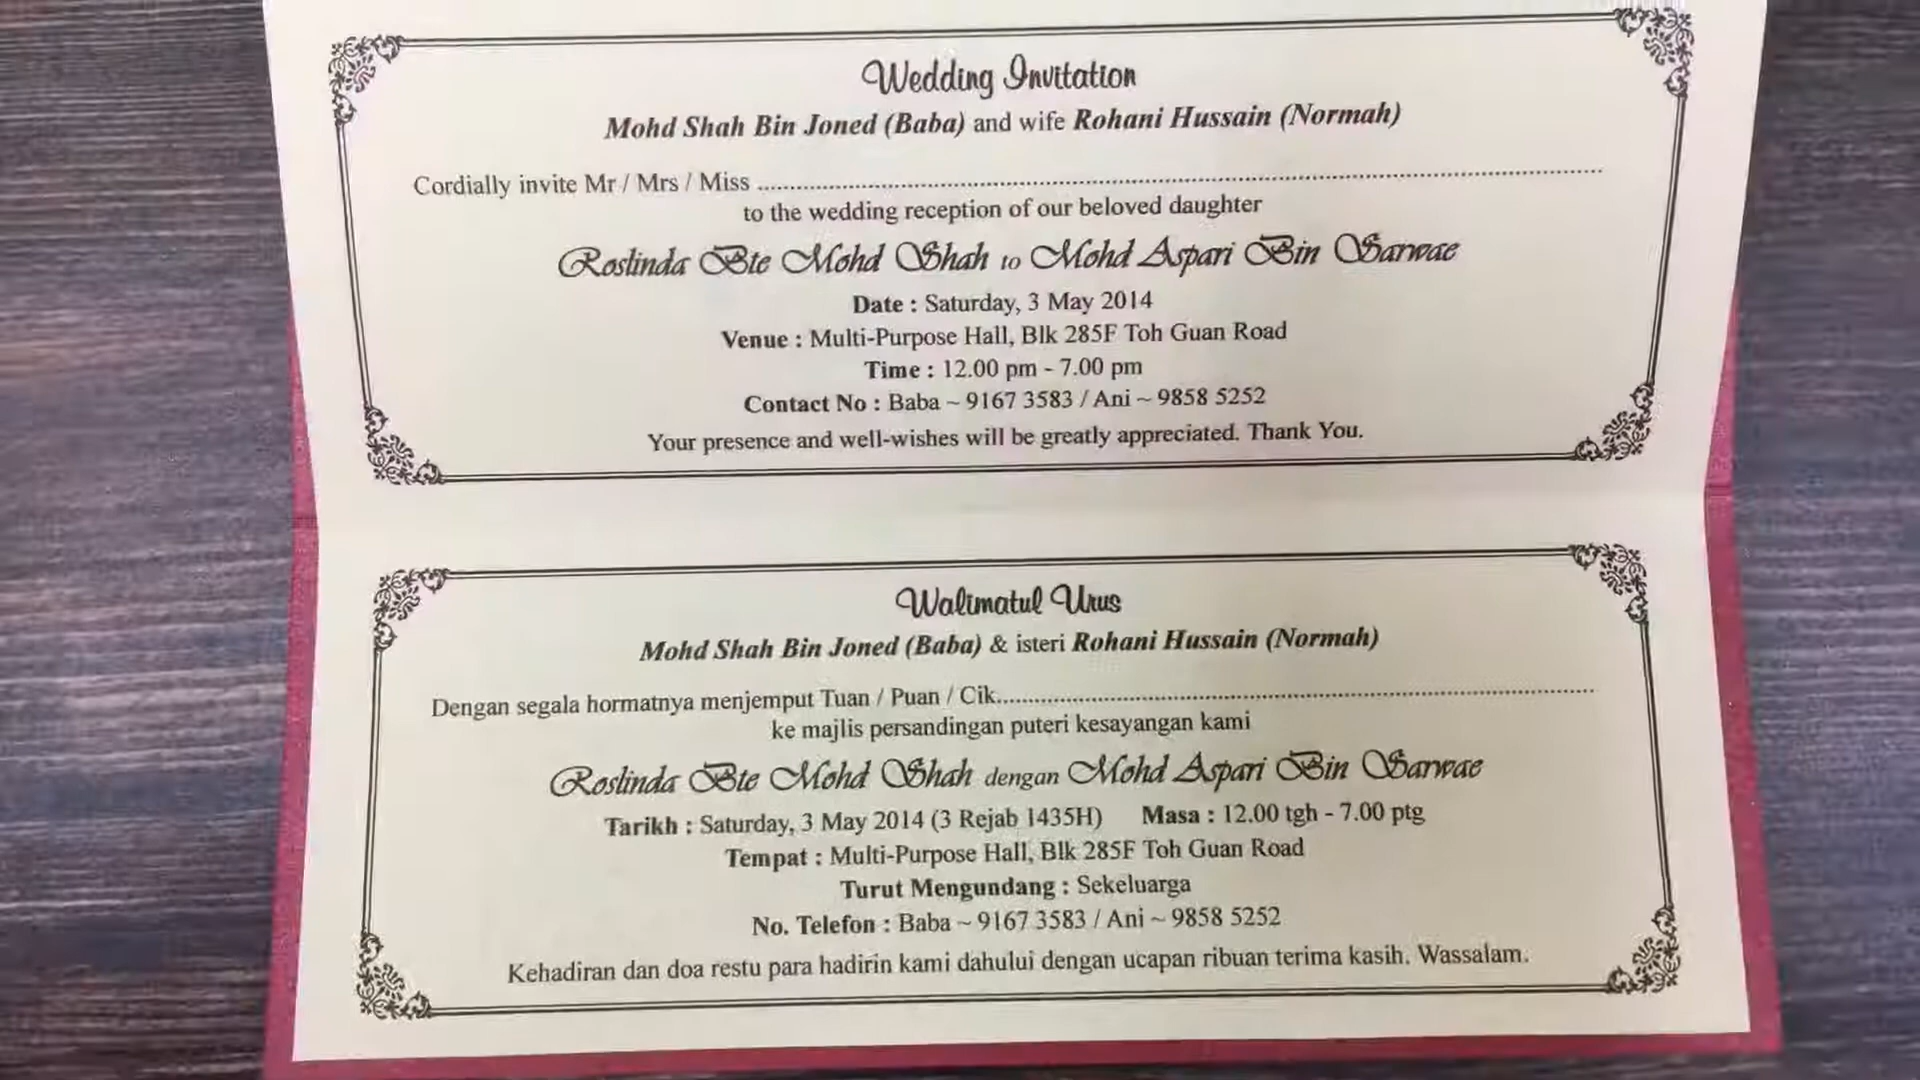 Wedding Invitation
Mohd Shah Bin Joned (Baba) and wife Rohani Hussain (Normah)
Cordially invite Mr / Mrs / Miss ................................................................
to the wedding reception of our beloved daughter
Roslinda Bte Mohd Shah to Mohd Aspari Bin Sarwae
Date : Saturday, 3 May 2014
Venue : Multi-Purpose Hall, Blk 285F Toh Guan Road
Time : 12.00 pm - 7.00 pm
Contact No : Baba ~ 9167 3583 / Ani ~ 9858 5252
Your presence and well-wishes will be greatly appreciated. Thank You.
Walimatul Urus
Mohd Shah Bin Joned (Baba) & isteri Rohani Hussain (Normah)
Dengan segala hormatnya menjemput Tuan / Puan / Cik................................................................
ke majlis persandingan puteri kesayangan kami
Roslinda Bte Mohd Shah dengan Mohd Aspari Bin Sarwae
Tarikh : Saturday, 3 May 2014 (3 Rejab 1435H) Masa : 12.00 tgh - 7.00 ptg
Tempat : Multi-Purpose Hall, Blk 285F Toh Guan Road
Turut Mengundang : Sekeluarga
No. Telefon : Baba ~ 9167 3583 / Ani ~ 9858 5252
Kehadiran dan doa restu para hadirin kami dahului dengan ucapan ribuan terima kasih. Wassalam.